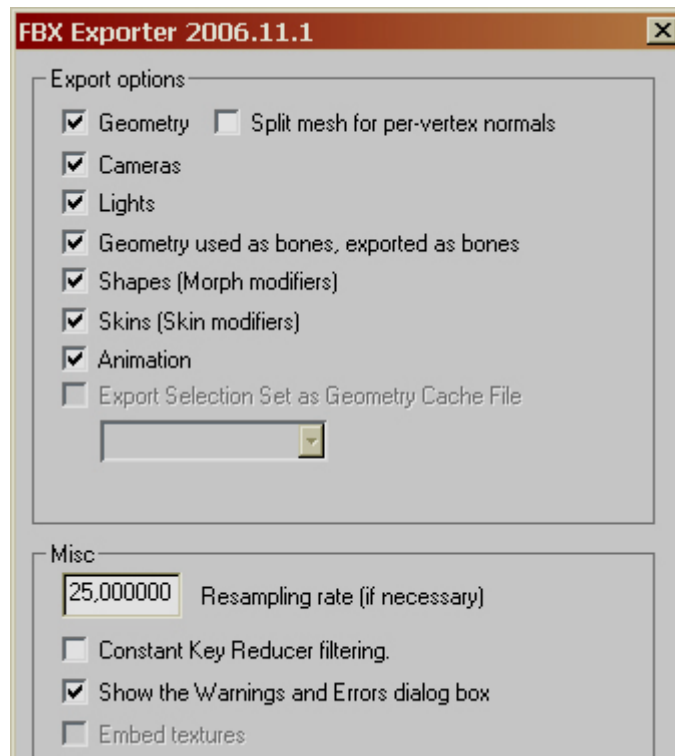 FBX Exporter 2006.11.1
Export options
Geometry Split mesh for per-vertex normals
Cameras
Lights
Geometry used as bones, exported as bones
Shapes (Morph modifiers)
Skins (Skin modifiers)
Animation
Export Selection Set as Geometry Cache File
Misc
25,000000 Resampling rate (if necessary)
Constant Key Reducer filtering.
Show the Warnings and Errors dialog box
Embed textures